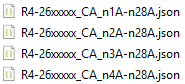 R4-26xxxxx_CA_n1A-n28A.json
R4-26xxxxx_CA_n2A-n28A.json
R4-26xxxxx_CA_n3A-n28A.json
R4-26xxxxx_CA_n4A-n28A.json